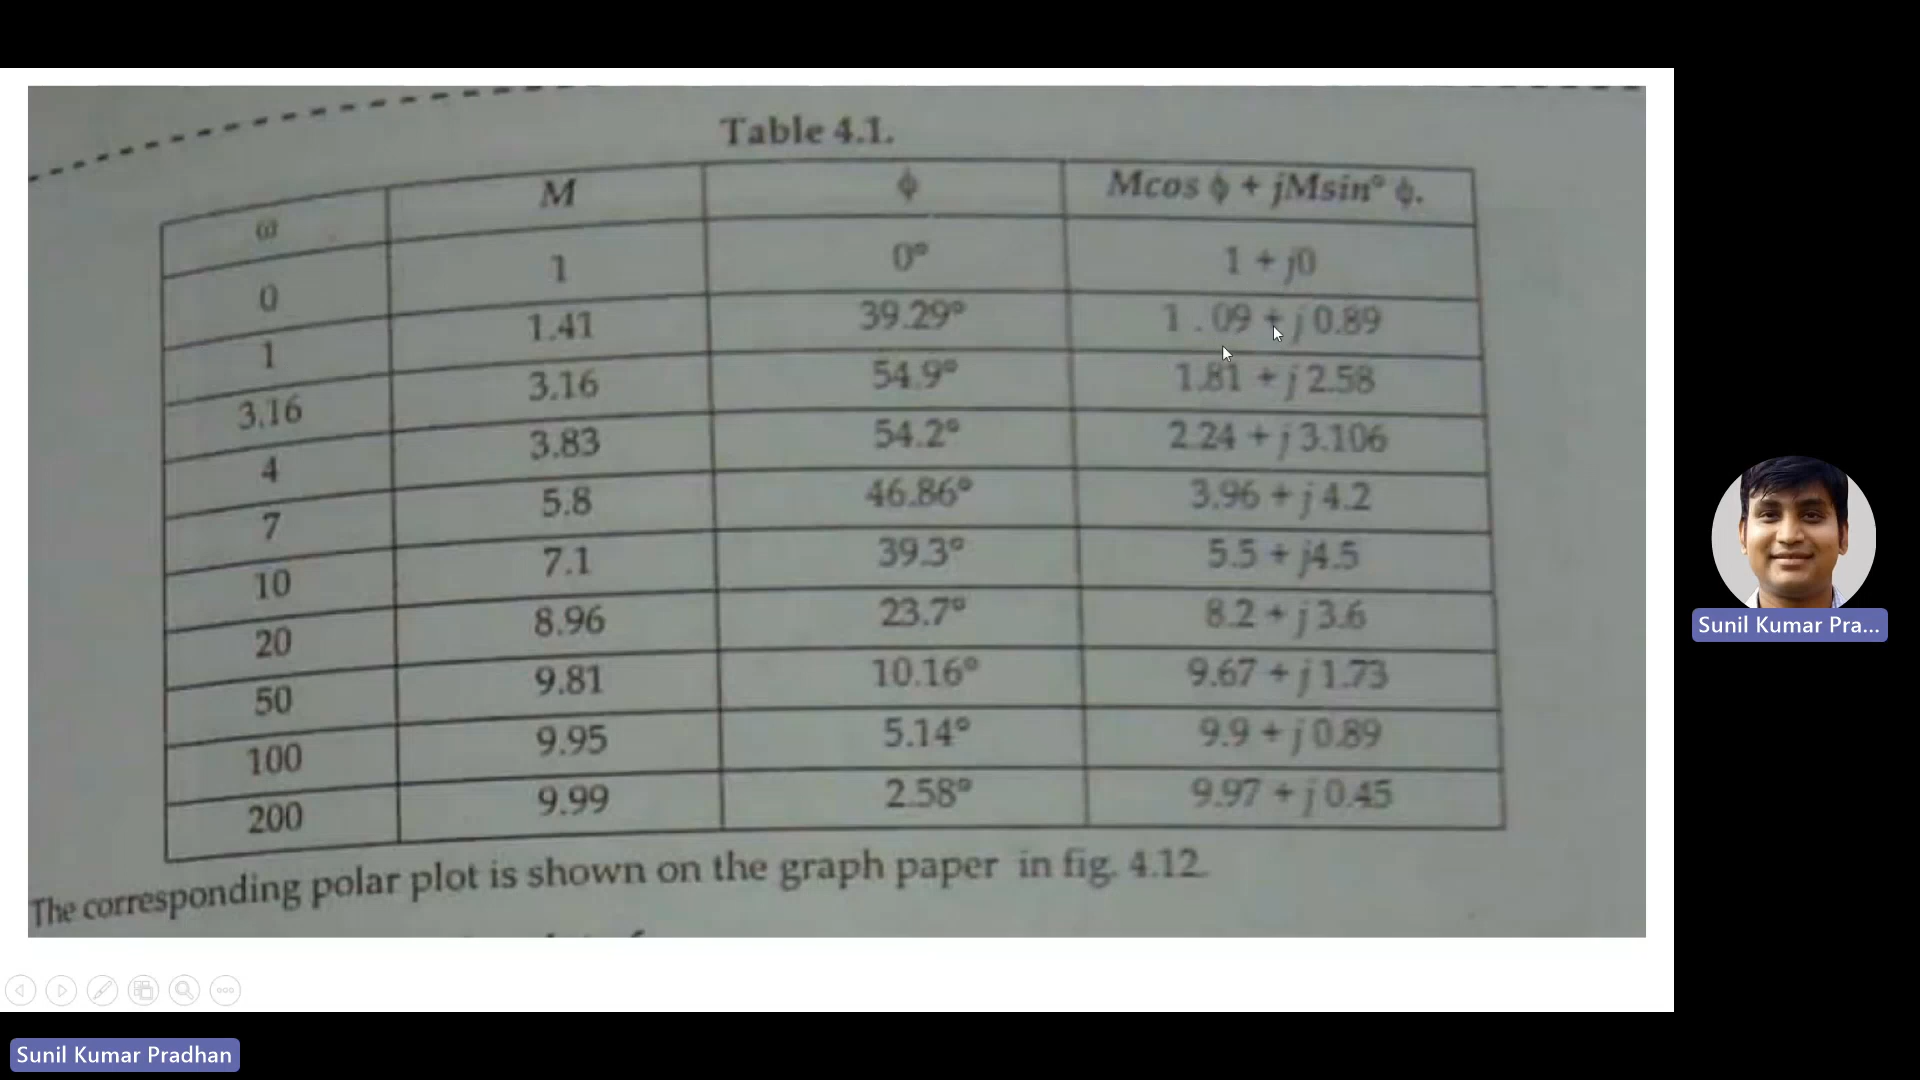 Table 4.1.
ω M ϕ Mcos ϕ + jMsin° ϕ.
0 1 0° 1 + j0
1 1.41 39.29° 1 . 09 + j 0.89
3.16 3.16 54.9° 1.81 + j 2.58
4 3.83 54.2° 2.24 + j 3.106
7 5.8 46.86° 3.96 + j 4.2
10 7.1 39.3° 5.5 + j4.5
20 8.96 23.7° 8.2 + j 3.6
50 9.81 10.16° 9.67 + j 1.73
100 9.95 5.14° 9.9 + j 0.89
200 9.99 2.58° 9.97 + j 0.45
The corresponding polar plot is shown on the graph paper in fig. 4.12.
Sunil Kumar Pra...
Sunil Kumar Pradhan